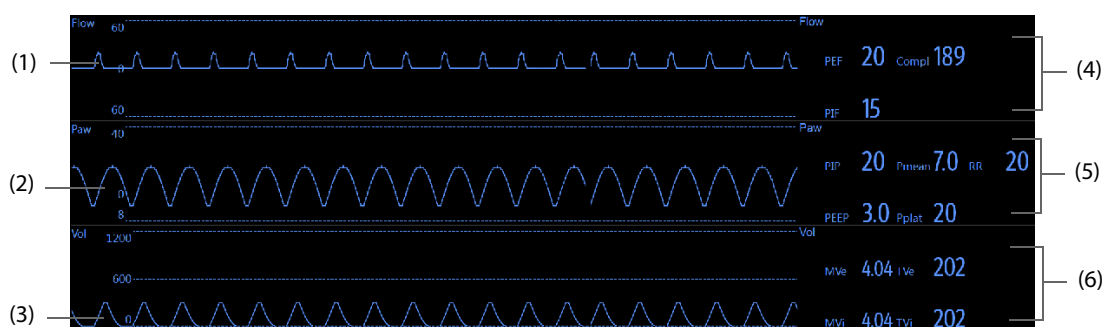 Flow 60 Flow
(1) 0 PEF 20 Compl 189 (4)
60 PIF 15
Paw 40 Paw
(2) 0 PIP 20 Pmean 7.0 RR 20 (5)
8 PEEP 3.0 Pplat 20
Vol 1200 Vol
600 MVe 4.04 TVe 202 (6)
(3) 0 MVi 4.04 TVi 202